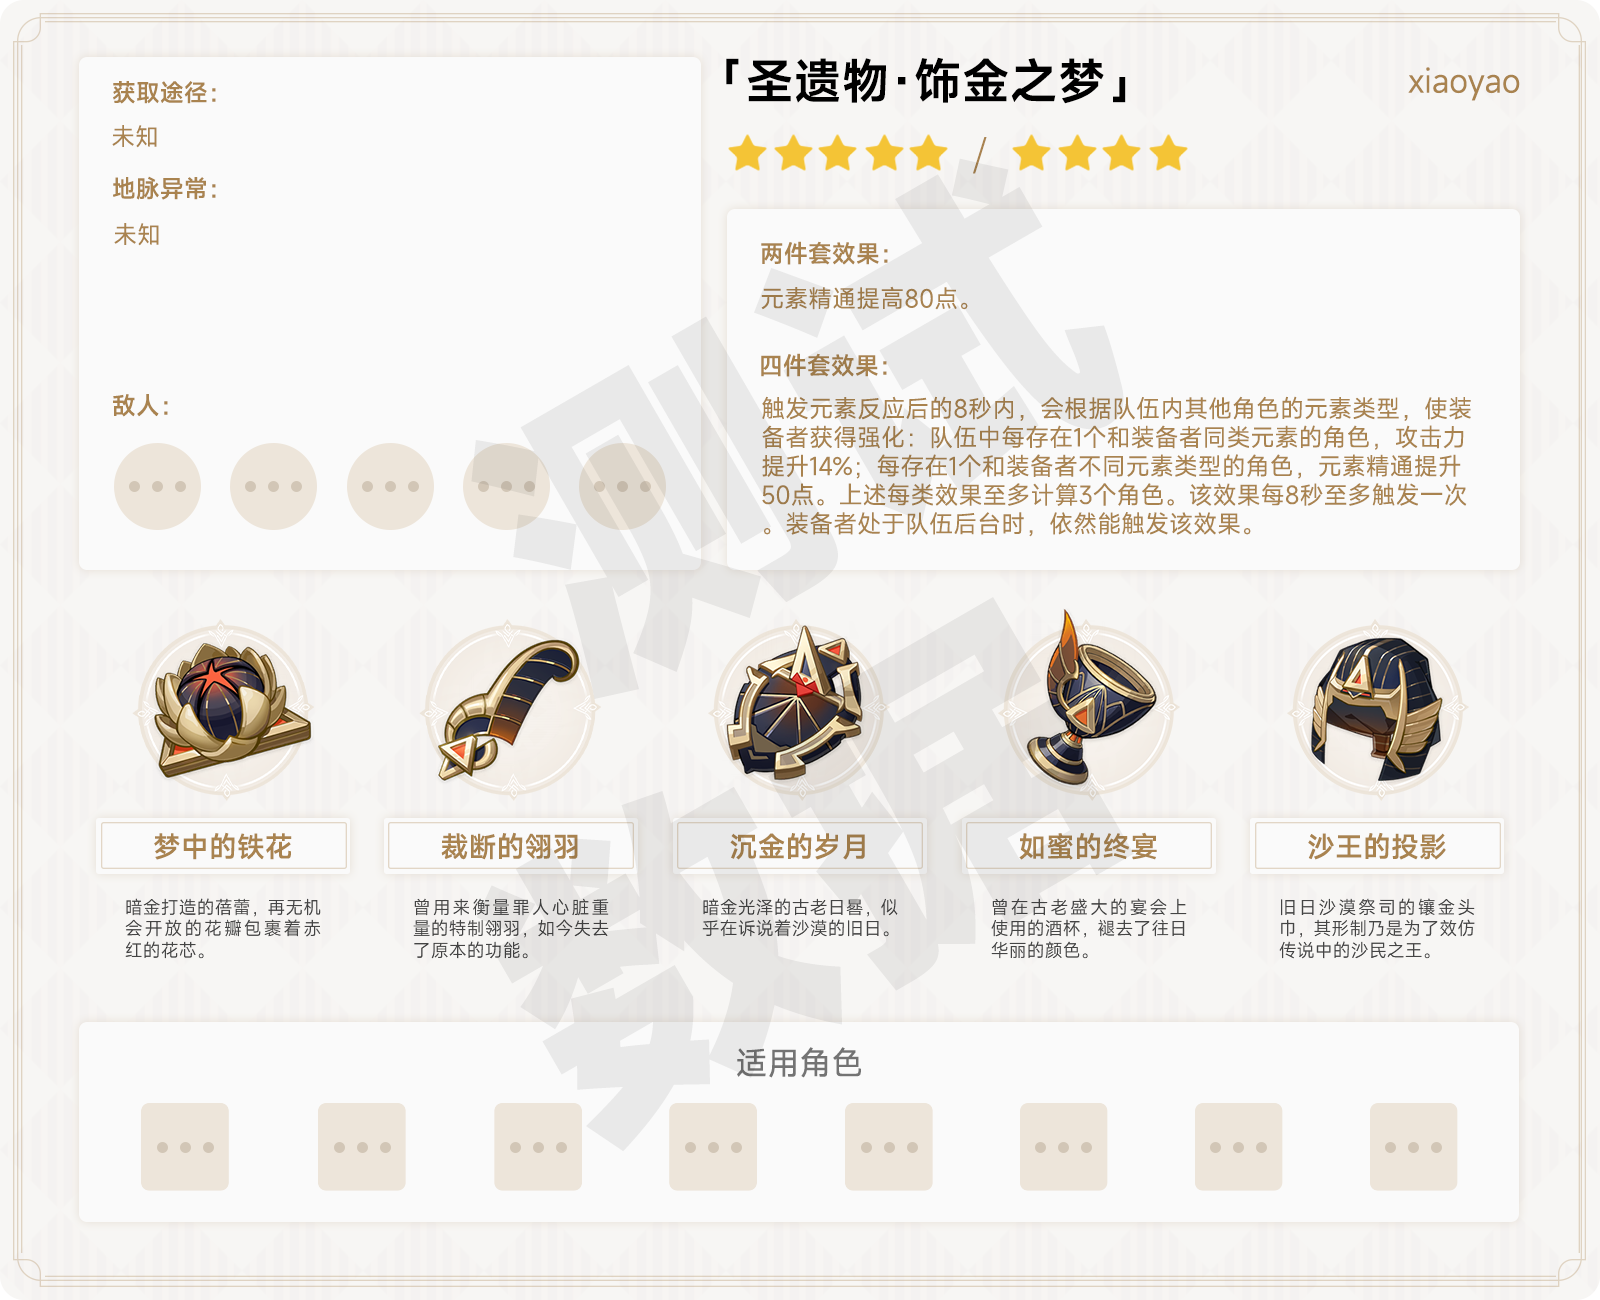 获取途径：
未知
地脉异常：
未知
敌人：
「圣遗物·饰金之梦」
xiaoyao
/
两件套效果：
元素精通提高80点。
四件套效果：
触发元素反应后的8秒内，会根据队伍内其他角色的元素类型，使装
备者获得强化：队伍中每存在1个和装备者同类元素的角色，攻击力
提升14%；每存在1个和装备者不同元素类型的角色，元素精通提升
50点。上述每类效果至多计算3个角色。该效果每8秒至多触发一次
。装备者处于队伍后台时，依然能触发该效果。
测试
数据
梦中的铁花
暗金打造的蓓蕾，再无机
会开放的花瓣包裹着赤
红的花芯。
裁断的翎羽
曾用来衡量罪人心脏重
量的特制翎羽，如今失去
了原本的功能。
沉金的岁月
暗金光泽的古老日晷，似
乎在诉说着沙漠的旧日。
如蜜的终宴
曾在古老盛大的宴会上
使用的酒杯，褪去了往日
华丽的颜色。
沙王的投影
旧日沙漠祭司的镶金头
巾，其形制乃是为了效仿
传说中的沙民之王。
适用角色